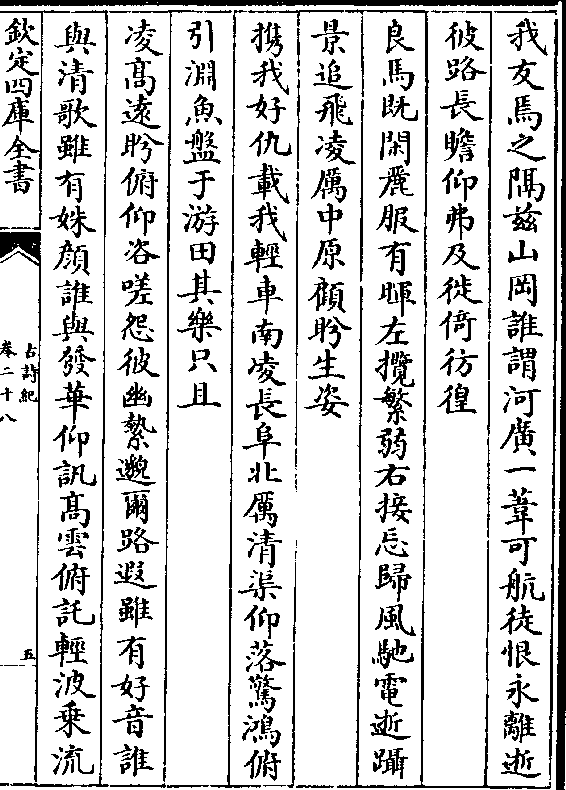 我友焉之隔兹山岡誰謂河廣一葦可航徒恨永離逝
彼路長瞻仰弗及徙倚彷徨
良馬既閑麗服有暉左攬繁弱右接忘歸風馳電逝躡
景追飛凌厲中原顧盻生姿
携我好仇載我輕車南凌長阜北厲清渠仰落驚鴻俯
引淵魚盤于游田其樂只且
凌髙遠盻俯仰咨嗟怨彼幽縶邈爾路遐雖有好音誰
與清歌雖有姝顔誰與發華仰訊髙雲俯託輕波乗流
欽定四庫全書
古詩紀
卷二十八
五